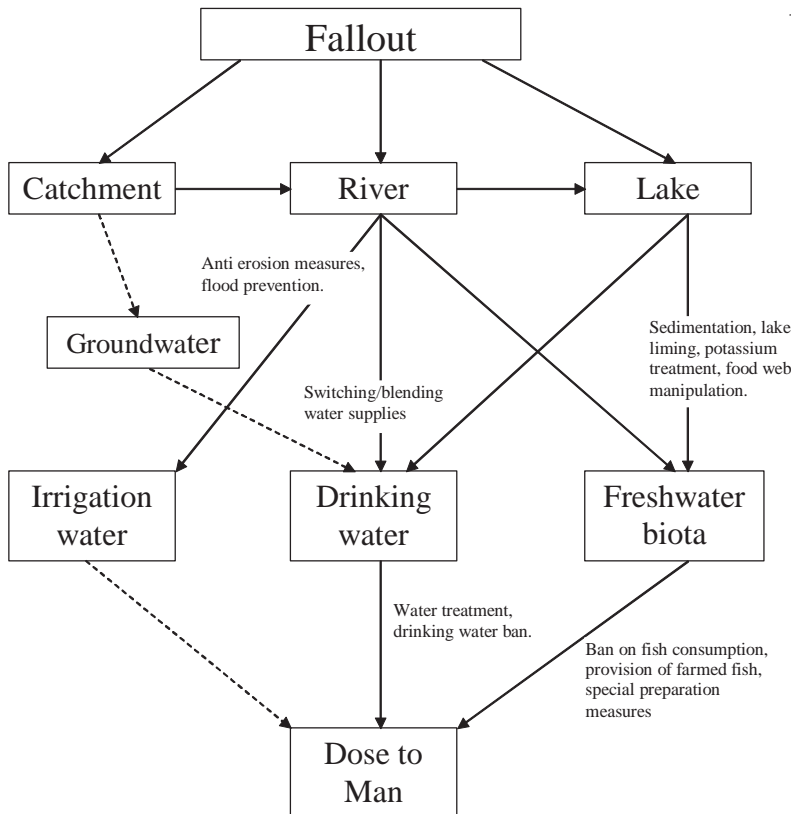 Fallout
Catchment
River
Lake
Anti erosion measures,
flood prevention.
Groundwater
Sedimentation, lake
liming, potassium
treatment, food web
manipulation.
Switching/blending
water supplies
Irrigation
water
Drinking
water
Freshwater
biota
Water treatment,
drinking water ban.
Ban on fish consumption,
provision of farmed fish,
special preparation
measures
Dose to
Man